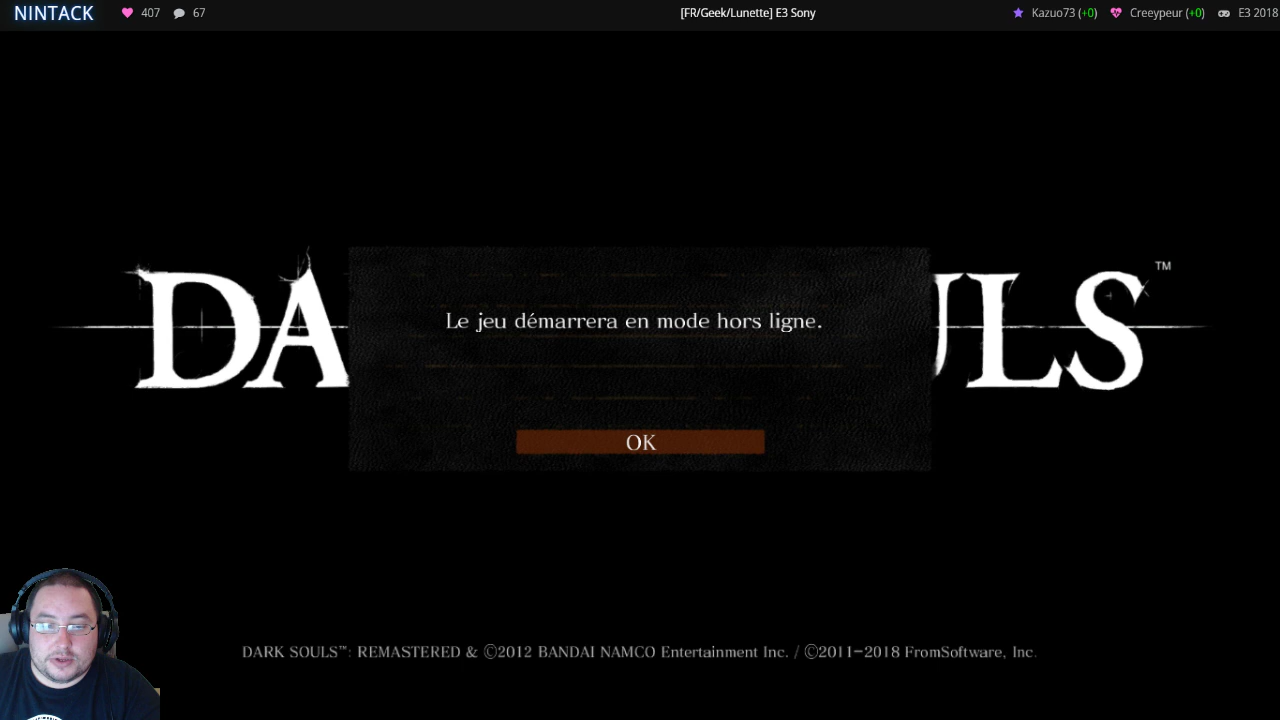 NINTACK 407 67 [FR/Geek/Lunette] E3 Sony Kazuo73 (+0) Creeypeur (+0) E3 2018
Le jeu démarrera en mode hors ligne.
DA ULS ™
OK
DARK SOULS™: REMASTERED & ©2012 BANDAI NAMCO Entertainment Inc. / ©2011-2018 FromSoftware, Inc.